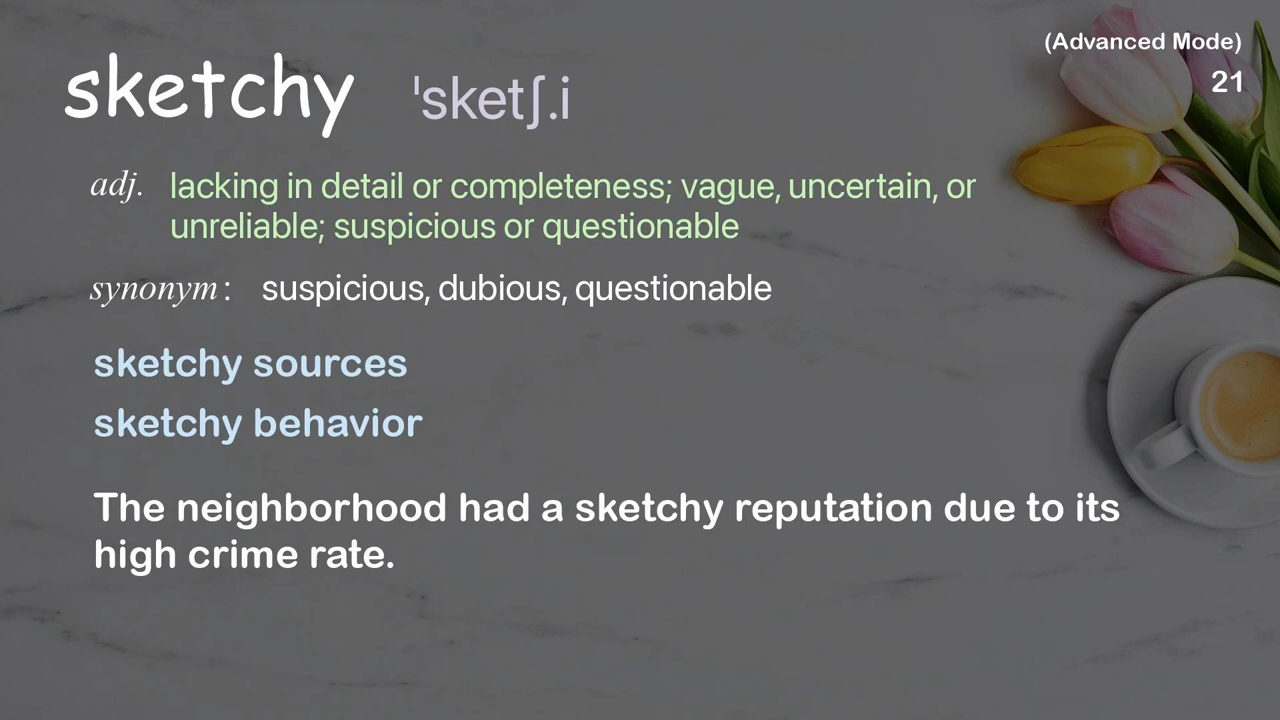 (Advanced Mode)
21
sketchy ˈsketʃ.i
adj. lacking in detail or completeness; vague, uncertain, or
unreliable; suspicious or questionable
synonym: suspicious, dubious, questionable
sketchy sources
sketchy behavior
The neighborhood had a sketchy reputation due to its
high crime rate.